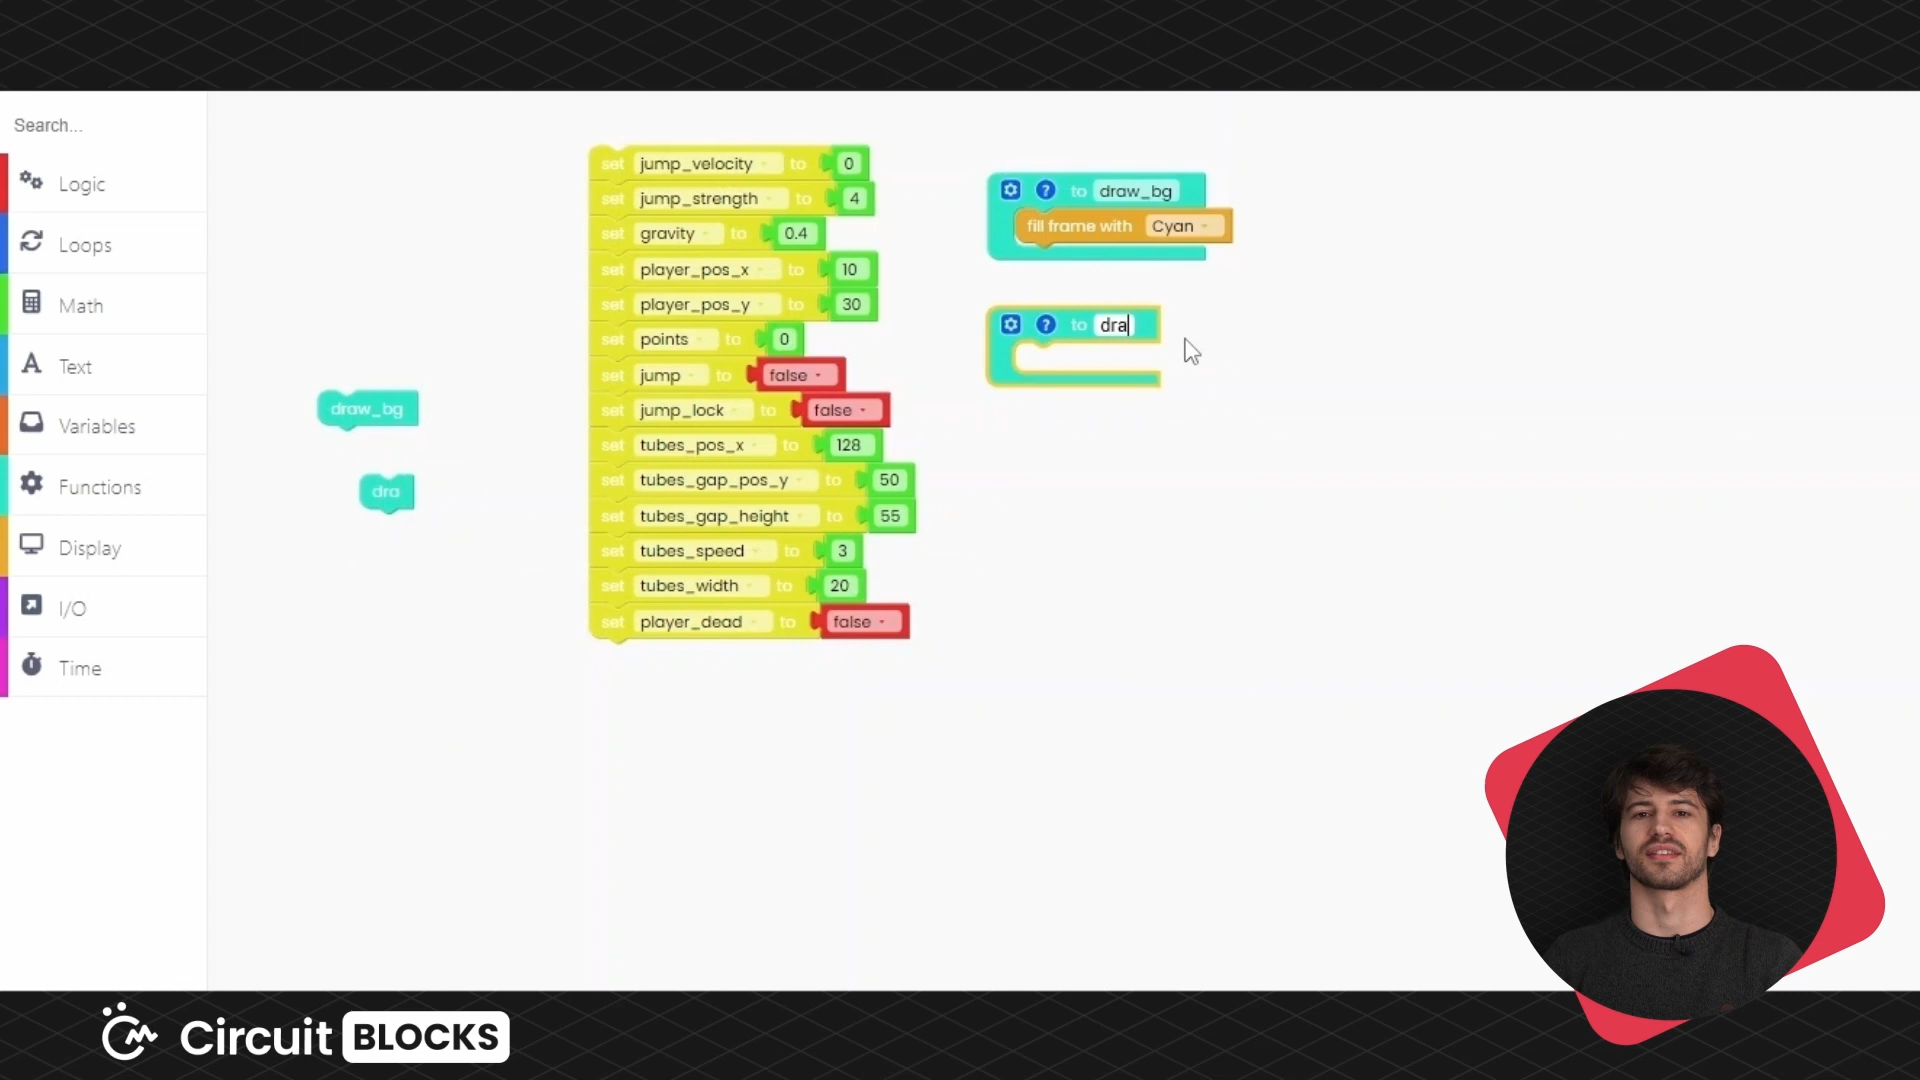 Search...
Logic
Loops
Math
Text
Variables
Functions
Display
I/O
Time
draw_bg
dra
set jump_velocity to 0
set jump_strength to 4
set gravity to 0.4
set player_pos_x to 10
set player_pos_y to 30
set points to 0
set jump to false
set jump_lock to false
set tubes_pos_x to 128
set tubes_gap_pos_y to 50
set tubes_gap_height to 55
set tubes_speed to 3
set tubes_width to 20
set player_dead to false
? to draw_bg
fill frame with Cyan
? to dra
Circuit BLOCKS